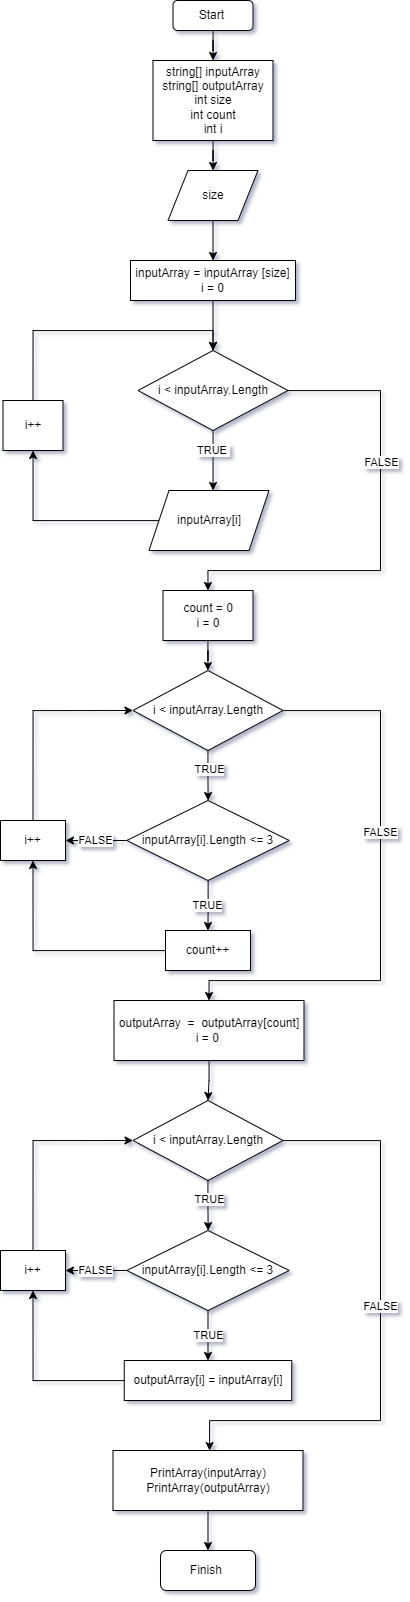 Start
string[] inputArray
string[] outputArray
int size
int count
int i
size
inputArray = inputArray [size]
i = 0
i < inputArray.Length
i++
TRUE
FALSE
inputArray[i]
count = 0
i = 0
i < inputArray.Length
TRUE
FALSE
i++
FALSE
inputArray[i].Length <= 3
TRUE
count++
outputArray = outputArray[count]
i = 0
i < inputArray.Length
TRUE
i++
FALSE
inputArray[i].Length <= 3
FALSE
TRUE
outputArray[i] = inputArray[i]
PrintArray(inputArray)
PrintArray(outputArray)
Finish